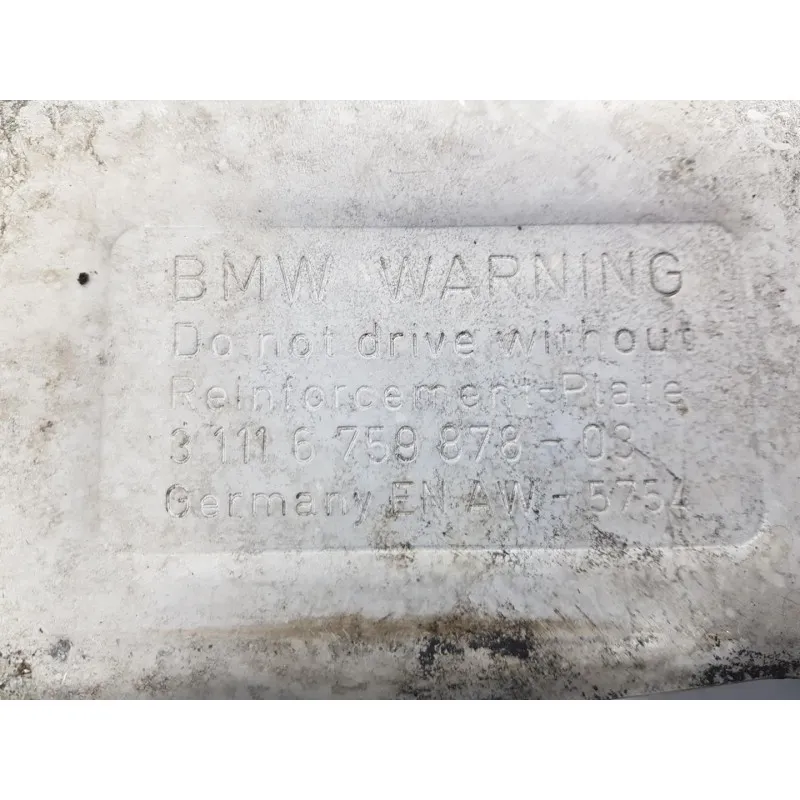 BMW WARNING
Do not drive without
Reinforcement-Plate
3 111 6 759 878 - 03
Germany EN AW - 5754